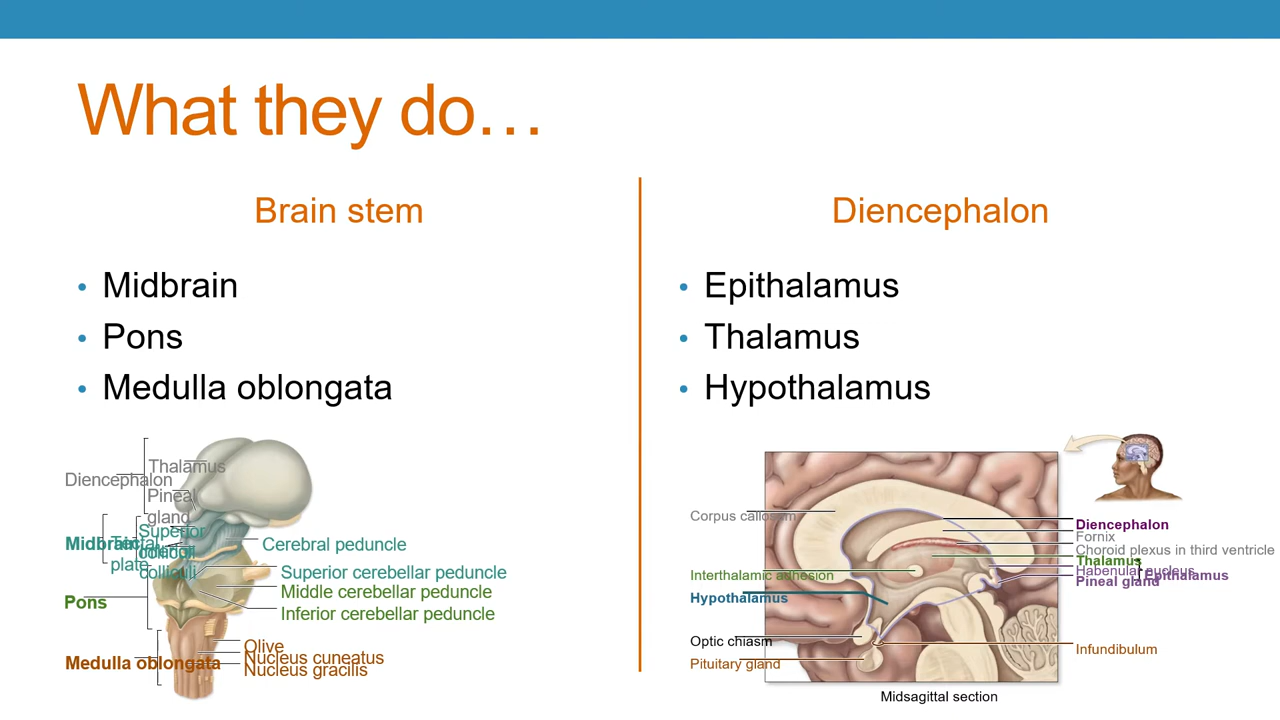 What they do…
Brain stem
• Midbrain
• Pons
• Medulla oblongata
Thalamus
Diencephalon
Pineal
gland
Superior
colliculi
Midbrain
Tectal
plate
Inferior
colliculi
Cerebral peduncle
Superior cerebellar peduncle
Middle cerebellar peduncle
Pons
Inferior cerebellar peduncle
Olive
Nucleus cuneatus
Medulla oblongata
Nucleus gracilis
Diencephalon
• Epithalamus
• Thalamus
• Hypothalamus
Corpus callosum
Diencephalon
Fornix
Choroid plexus in third ventricle
Thalamus
Habenular nucleus
Epithalamus
Interthalamic adhesion
Pineal gland
Hypothalamus
Optic chiasm
Infundibulum
Pituitary gland
Midsagittal section